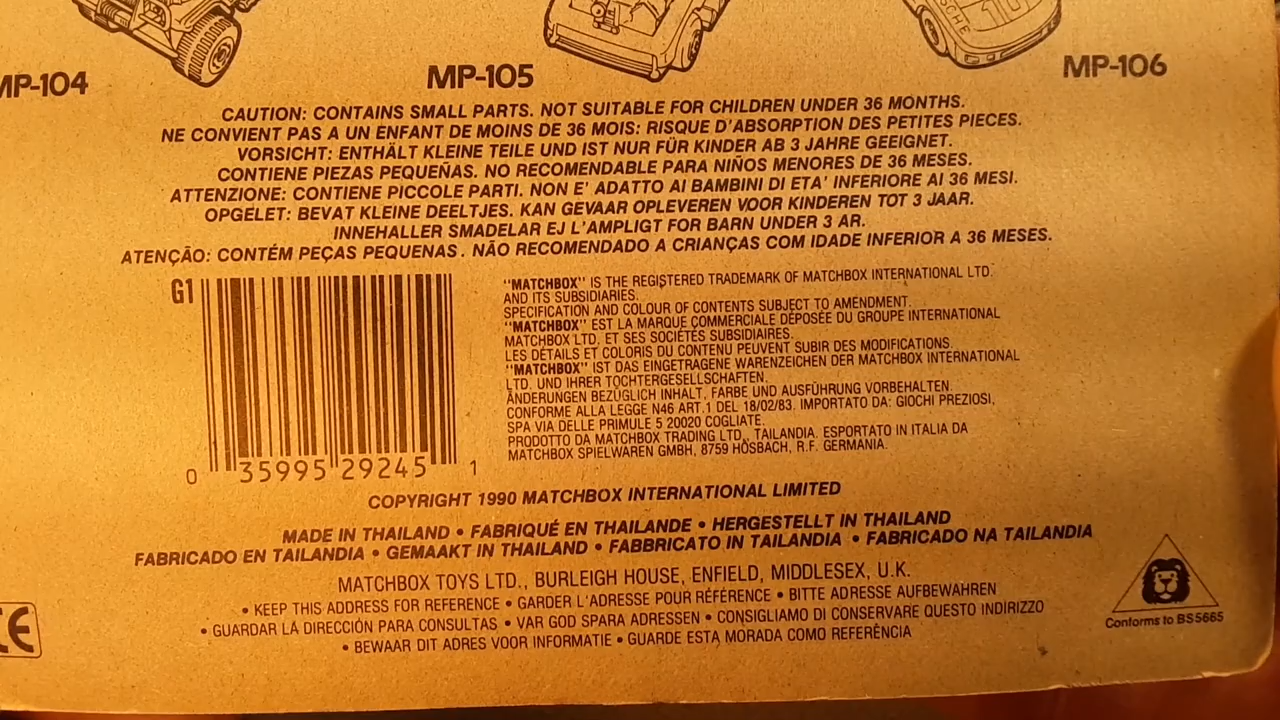 MP-104
MP-105
MP-106
CAUTION: CONTAINS SMALL PARTS. NOT SUITABLE FOR CHILDREN UNDER 36 MONTHS.
NE CONVIENT PAS A UN ENFANT DE MOINS DE 36 MOIS: RISQUE D'ABSORPTION DES PETITES PIECES.
VORSICHT: ENTHÄLT KLEINE TEILE UND IST NUR FÜR KINDER AB 3 JAHRE GEEIGNET.
CONTIENE PIEZAS PEQUEÑAS. NO RECOMENDABLE PARA NIÑOS MENORES DE 36 MESES.
ATTENZIONE: CONTIENE PICCOLE PARTI. NON E' ADATTO AI BAMBINI DI ETA' INFERIORE AI 36 MESI.
OPGELET: BEVAT KLEINE DEELTJES. KAN GEVAAR OPLEVEREN VOOR KINDEREN TOT 3 JAAR.
INNEHALLER SMADELAR EJ L'AMPLIGT FOR BARN UNDER 3 AR.
ATENÇÃO: CONTÉM PEÇAS PEQUENAS. NÃO RECOMENDADO A CRIANÇAS COM IDADE INFERIOR A 36 MESES.
G1
0 35995 29245 1
"MATCHBOX" IS THE REGISTERED TRADEMARK OF MATCHBOX INTERNATIONAL LTD.
AND ITS SUBSIDIARIES.
SPECIFICATION AND COLOUR OF CONTENTS SUBJECT TO AMENDMENT.
"MATCHBOX" EST LA MARQUE COMMERCIALE DÉPOSÉE DU GROUPE INTERNATIONAL
MATCHBOX LTD. ET SES SOCIÉTÉS SUBSIDIAIRES.
LES DÉTAILS ET COLORIS DU CONTENU PEUVENT SUBIR DES MODIFICATIONS.
"MATCHBOX" IST DAS EINGETRAGENE WARENZEICHEN DER MATCHBOX INTERNATIONAL
LTD. UND IHRER TOCHTERGESELLSCHAFTEN.
ÄNDERUNGEN BEZÜGLICH INHALT, FARBE UND AUSFÜHRUNG VORBEHALTEN.
CONFORME ALLA LEGGE N46 ART.1 DEL 18/02/83. IMPORTATO DA: GIOCHI PREZIOSI,
SPA VIA DELLE PRIMULE 5 20020 COGLIATE.
PRODOTTO DA MATCHBOX TRADING LTD., TAILANDIA. ESPORTATO IN ITALIA DA
MATCHBOX SPIELWAREN GMBH, 8759 HÖSBACH, R.F. GERMANIA.
COPYRIGHT 1990 MATCHBOX INTERNATIONAL LIMITED
MADE IN THAILAND • FABRIQUÉ EN THAILANDE • HERGESTELLT IN THAILAND
FABRICADO EN TAILANDIA • GEMAAKT IN THAILAND • FABBRICATO IN TAILANDIA • FABRICADO NA TAILANDIA
MATCHBOX TOYS LTD., BURLEIGH HOUSE, ENFIELD, MIDDLESEX, U.K.
• KEEP THIS ADDRESS FOR REFERENCE • GARDER L'ADRESSE POUR RÉFÉRENCE • BITTE ADRESSE AUFBEWAHREN
• GUARDAR LA DIRECCIÓN PARA CONSULTAS • VAR GOD SPARA ADRESSEN • CONSIGLIAMO DI CONSERVARE QUESTO INDIRIZZO
• BEWAAR DIT ADRES VOOR INFORMATIE • GUARDE ESTA MORADA COMO REFERÊNCIA
CE
Conforms to BS5665